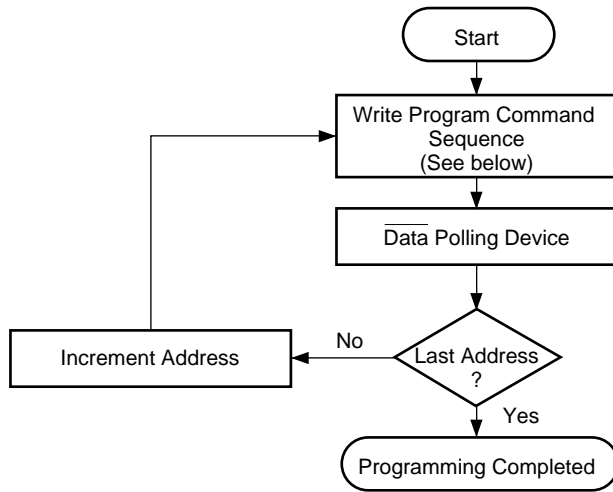 Start
Write Program Command
Sequence
(See below)
Data Polling Device
Last Address
?
No
Increment Address
Yes
Programming Completed